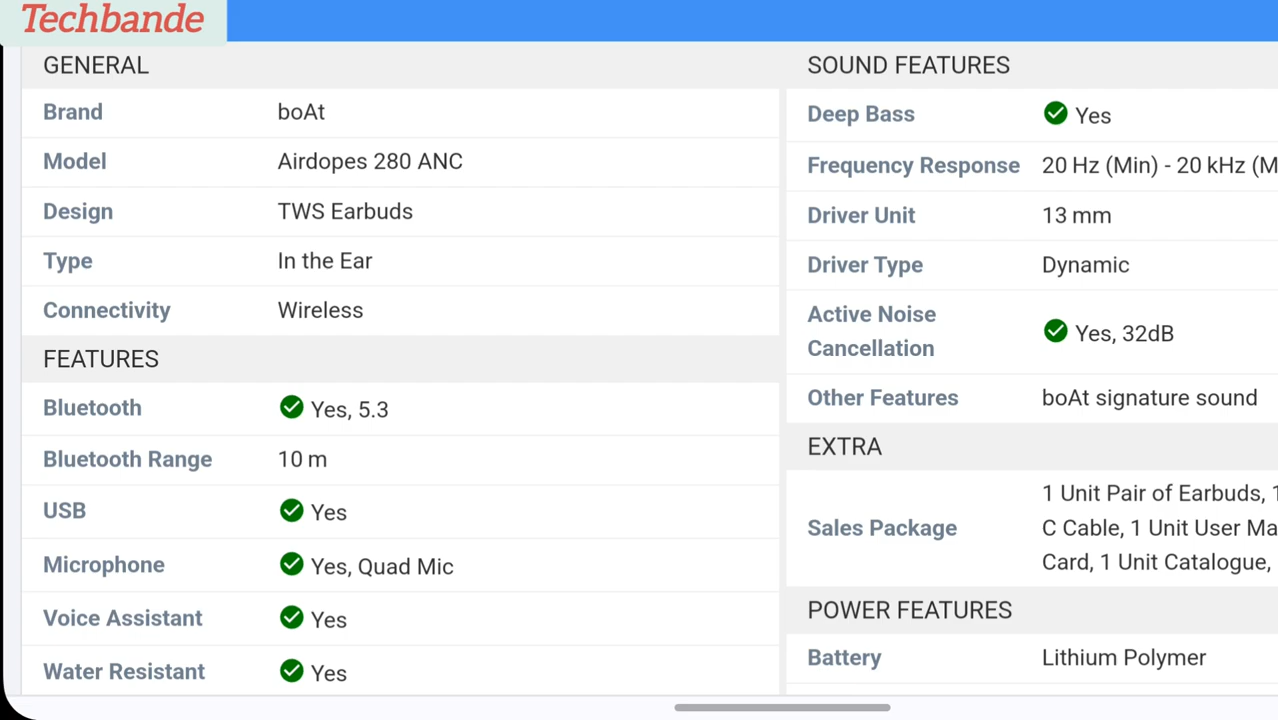 Techbande
GENERAL
Brand boAt
Model Airdopes 280 ANC
Design TWS Earbuds
Type In the Ear
Connectivity Wireless
FEATURES
Bluetooth Yes, 5.3
Bluetooth Range 10 m
USB Yes
Microphone Yes, Quad Mic
Voice Assistant Yes
Water Resistant Yes
SOUND FEATURES
Deep Bass Yes
Frequency Response 20 Hz (Min) - 20 kHz (M
Driver Unit 13 mm
Driver Type Dynamic
Active Noise
Cancellation Yes, 32dB
Other Features boAt signature sound
EXTRA
1 Unit Pair of Earbuds, 1
Sales Package C Cable, 1 Unit User Ma
Card, 1 Unit Catalogue,
POWER FEATURES
Battery Lithium Polymer